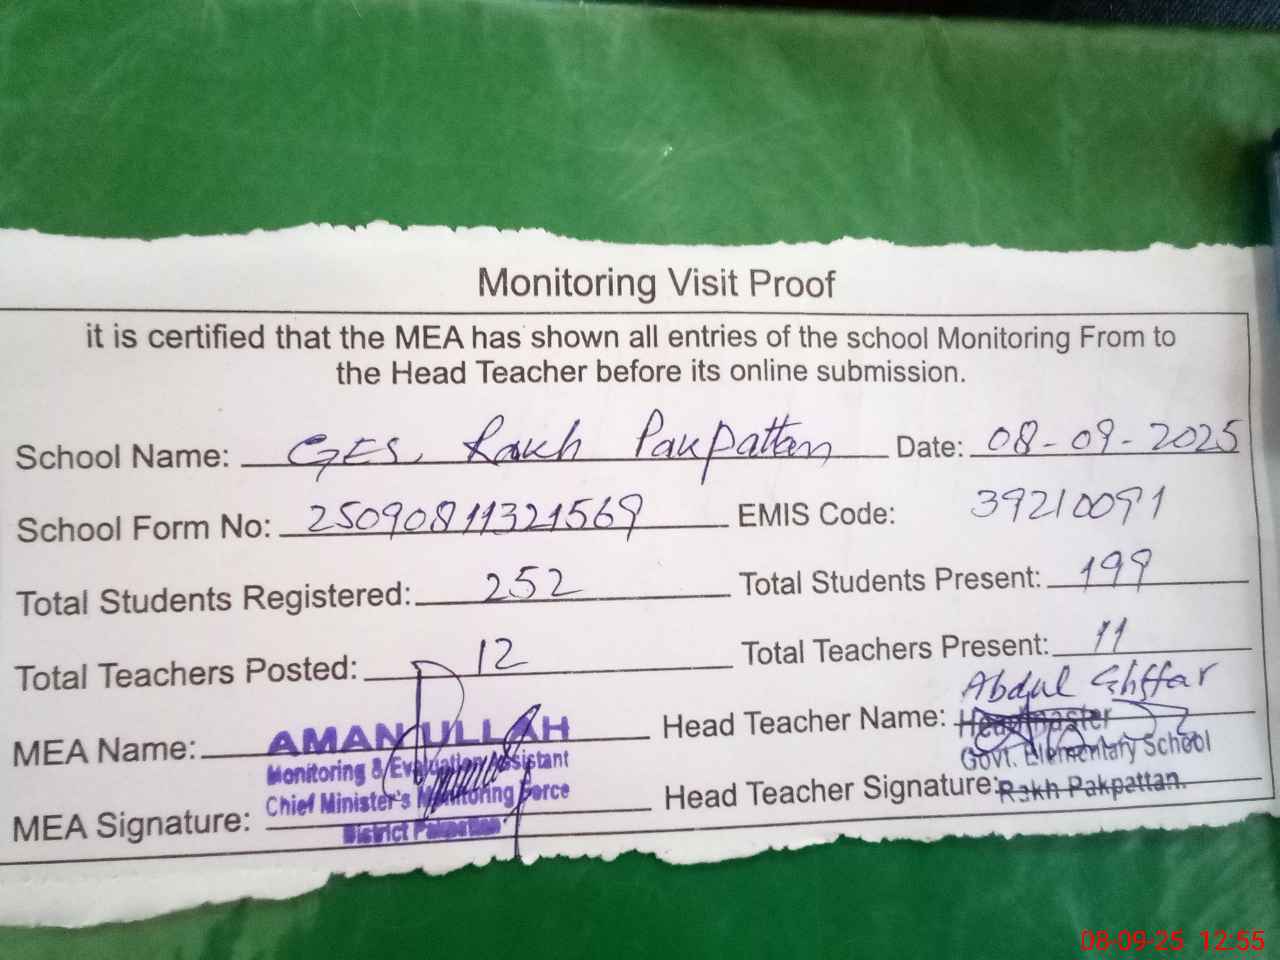 Monitoring Visit Proof
it is certified that the MEA has shown all entries of the school Monitoring From to
the Head Teacher before its online submission.
School Name: GES, Rakh Pakpattan Date: 08-09-2025
School Form No: 25090811321569 EMIS Code: 39210091
Total Students Registered: 252 Total Students Present: 199
Total Teachers Posted: 12 Total Teachers Present: 11
MEA Name: AMAN ULLAH Head Teacher Name: Abdul Ghffar
Monitoring & Evaluation Assistant Headmaster
Chief Minister's Monitoring Force Govt. Elementary School
MEA Signature: District Pakpattan Head Teacher Signature: Rakh Pakpattan.
08-09-25 12:55